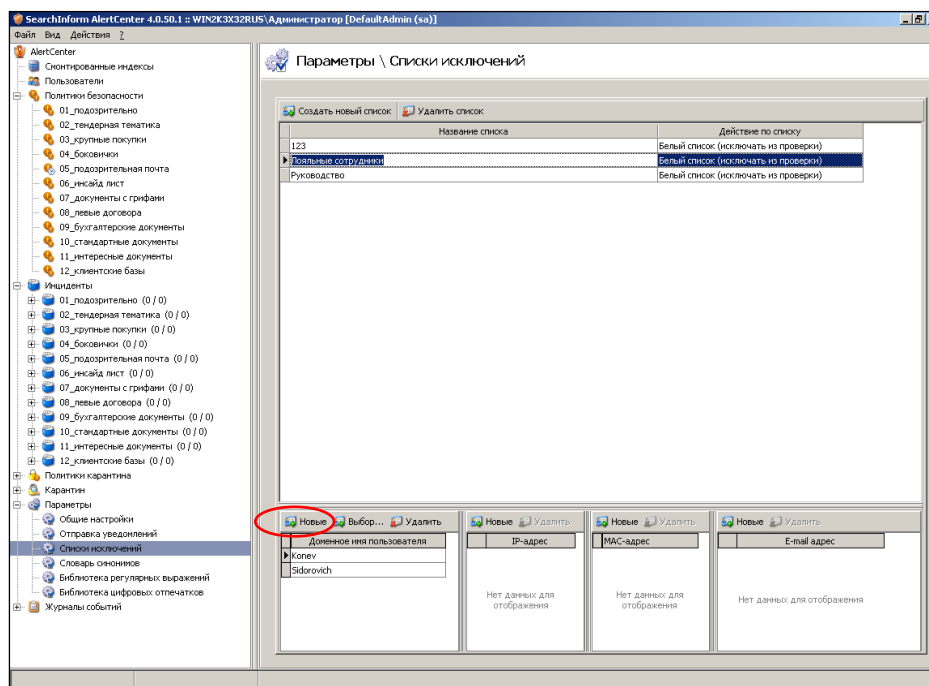 SearchInform AlertCenter 4.0.50.1 :: WIN2K3X32RUS\Администратор [DefaultAdmin (sa)]
Файл Вид Действия ?
AlertCenter
Смонтированные индексы
Пользователи
Политики безопасности
01_подозрительно
02_тендерная тематика
03_крупные покупки
04_боковички
05_подозрительная почта
06_инсайд лист
07_документы с грифами
08_левые договора
09_бухгалтерские документы
10_стандартные документы
11_интересные документы
12_клиентские базы
Инциденты
01_подозрительно (0 / 0)
02_тендерная тематика (0 / 0)
03_крупные покупки (0 / 0)
04_боковички (0 / 0)
05_подозрительная почта (0 / 0)
06_инсайд лист (0 / 0)
07_документы с грифами (0 / 0)
08_левые договора (0 / 0)
09_бухгалтерские документы (0 / 0)
10_стандартные документы (0 / 0)
11_интересные документы (0 / 0)
12_клиентские базы (0 / 0)
Политики карантина
Карантин
Параметры
Общие настройки
Отправка уведомлений
Списки исключений
Словарь синонимов
Библиотека регулярных выражений
Библиотека цифровых отпечатков
Журналы событий
Параметры \ Списки исключений
Создать новый список Удалить список
Название списка Действие по списку
123 Белый список (исключать из проверки)
Лояльные сотрудники Белый список (исключать из проверки)
Руководство Белый список (исключать из проверки)
Новые Выбор... Удалить
Доменное имя пользователя
Konev
Sidorovich
Новые Удалить
IP-адрес
Нет данных для
отображения
Новые Удалить
MAC-адрес
Нет данных для
отображения
Новые Удалить
E-mail адрес
Нет данных для отображения